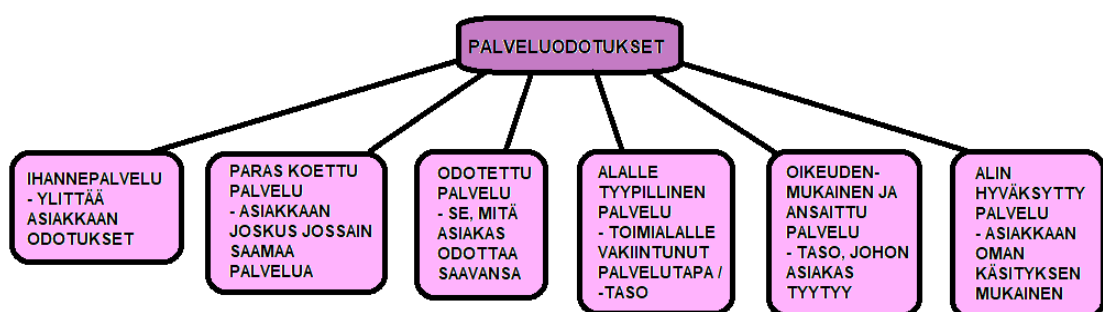 PALVELUODOTUKSET
IHANNEPALVELU
- YLITTÄÄ
ASIAKKAAN
ODOTUKSET
PARAS KOETTU
PALVELU
- ASIAKKAAN
JOSKUS JOSSAIN
SAAMAA
PALVELUA
ODOTETTU
PALVELU
- SE, MITÄ
ASIAKAS
ODOTTAA
SAAVANSA
ALALLE
TYYPILLINEN
PALVELU
- TOIMIALALLE
VAKIINTUNUT
PALVELUTAPA /
-TASO
OIKEUDEN-
MUKAINEN JA
ANSAITTU
PALVELU
- TASO, JOHON
ASIAKAS
TYYTYY
ALIN
HYVÄKSYTTY
PALVELU
- ASIAKKAAN
OMAN
KÄSITYKSEN
MUKAINEN